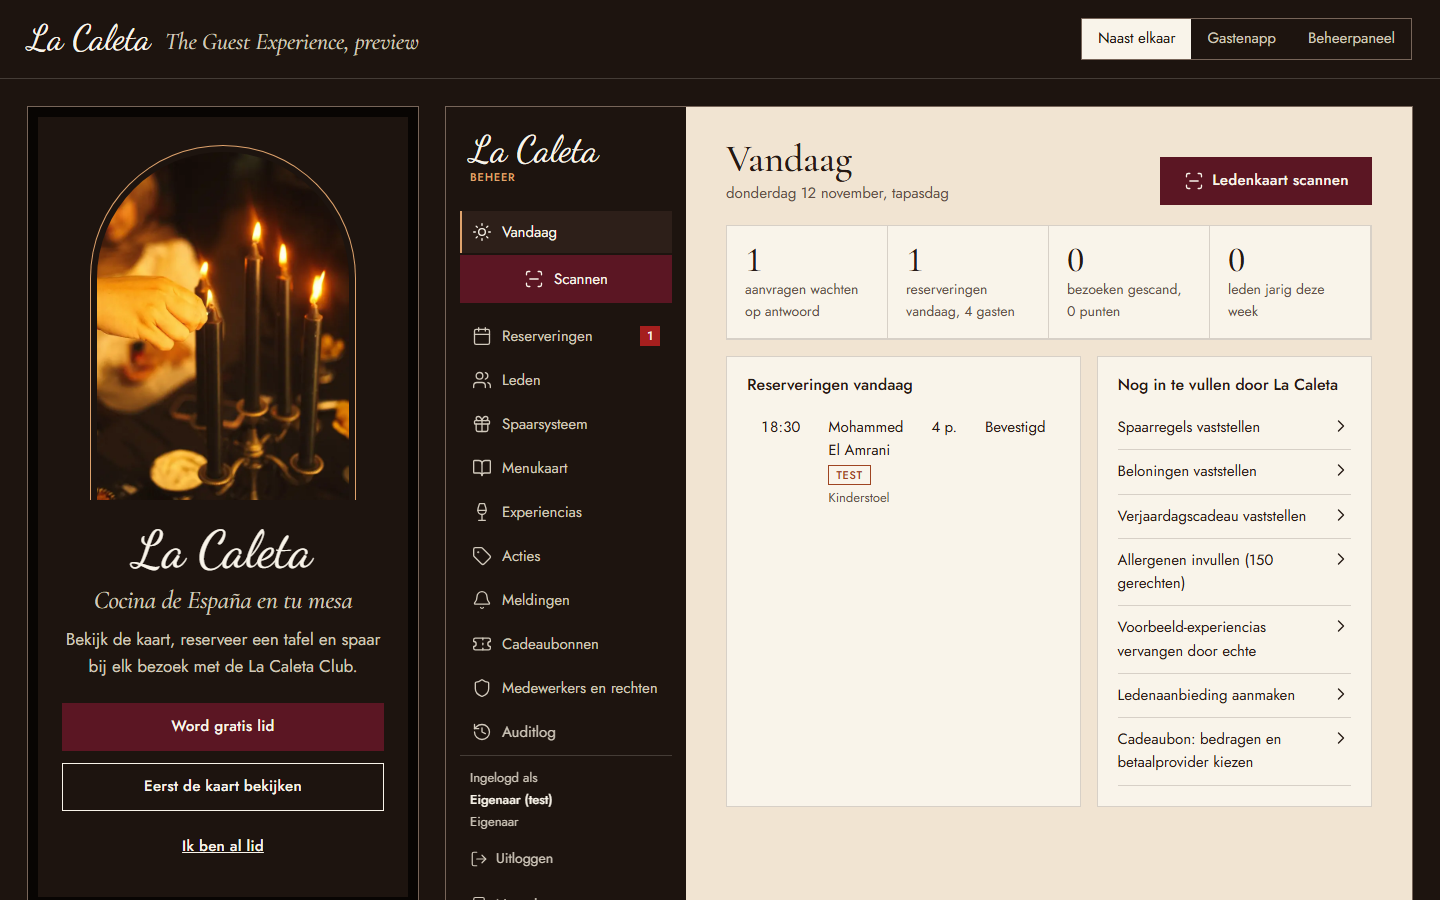 La Caleta The Guest Experience, preview
Naast elkaar
Gastenapp
Beheerpaneel
La Caleta
Cocina de España en tu mesa
Bekijk de kaart, reserveer een tafel en spaar
bij elk bezoek met de La Caleta Club.
Word gratis lid
Eerst de kaart bekijken
Ik ben al lid
La Caleta
BEHEER
Vandaag
Scannen
Reserveringen 1
Leden
Spaarsysteem
Menukaart
Experiencias
Acties
Meldingen
Cadeaubonnen
Medewerkers en rechten
Auditlog
Ingelogd als
Eigenaar (test)
Eigenaar
Uitloggen
Vandaag
donderdag 12 november, tapasdag
Ledenkaart scannen
1
aanvragen wachten
op antwoord
1
reserveringen
vandaag, 4 gasten
0
bezoeken gescand,
0 punten
0
leden jarig deze
week
Reserveringen vandaag
18:30 Mohammed 4 p. Bevestigd
El Amrani
TEST
Kinderstoel
Nog in te vullen door La Caleta
Spaarregels vaststellen
Beloningen vaststellen
Verjaardagscadeau vaststellen
Allergenen invullen (150
gerechten)
Voorbeeld-experiencias
vervangen door echte
Ledenaanbieding aanmaken
Cadeaubon: bedragen en
betaalprovider kiezen